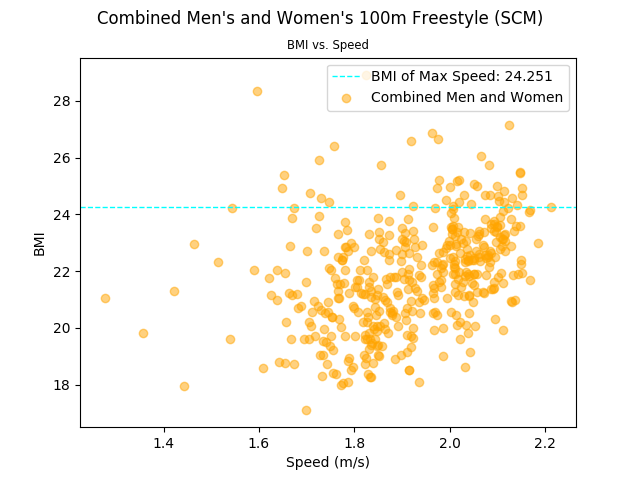 Combined Men's and Women's 100m Freestyle (SCM)
BMI vs. Speed
BMI of Max Speed: 24.251
Combined Men and Women
28
26
24
22
20
18
BMI
1.4 1.6 1.8 2.0 2.2
Speed (m/s)